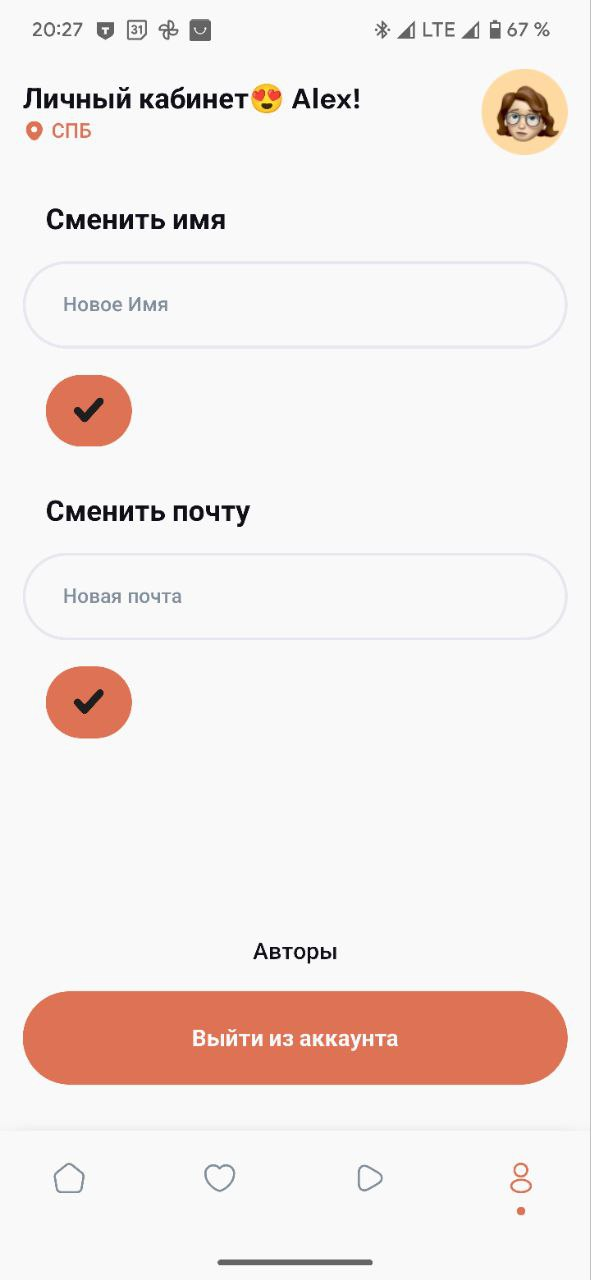 20:27 31 LTE 67 %
Личный кабинет😍 Alex!
СПБ
Сменить имя
Новое Имя
Сменить почту
Новая почта
Авторы
Выйти из аккаунта